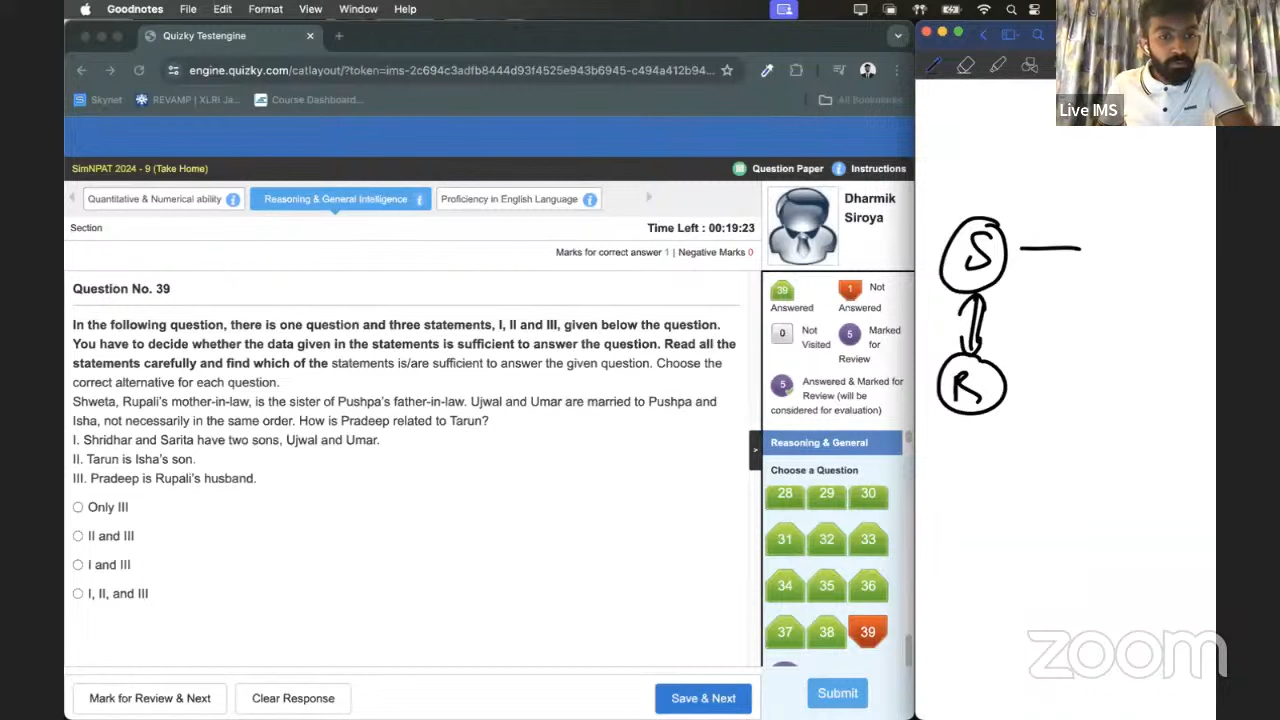 Goodnotes File Edit Format View Window Help
Quizky Testengine
engine.quizky.com/catlayout/?token=ims-2c694c3adfb8444d93f4525e943b6945-c494a412b94...
Skynet REVAMP | XLRI Ja... Course Dashboard... All Bookmarks
Live IMS
SimNPAT 2024 - 9 (Take Home) Question Paper Instructions
Quantitative & Numerical ability Reasoning & General Intelligence Proficiency in English Language
Dharmik
Siroya
Section Time Left : 00:19:23
Marks for correct answer 1 | Negative Marks 0
Question No. 39
In the following question, there is one question and three statements, I, II and III, given below the question.
You have to decide whether the data given in the statements is sufficient to answer the question. Read all the
statements carefully and find which of the statements is/are sufficient to answer the given question. Choose the
correct alternative for each question.
Shweta, Rupali's mother-in-law, is the sister of Pushpa's father-in-law. Ujwal and Umar are married to Pushpa and
Isha, not necessarily in the same order. How is Pradeep related to Tarun?
I. Shridhar and Sarita have two sons, Ujwal and Umar.
II. Tarun is Isha's son.
III. Pradeep is Rupali's husband.
Only III
II and III
I and III
I, II, and III
39 Answered
1 Not Answered
0 Not Visited
5 Marked for Review
5 Answered & Marked for Review (will be considered for evaluation)
Reasoning & General
Choose a Question
28 29 30
31 32 33
34 35 36
37 38 39
Mark for Review & Next Clear Response Save & Next Submit
S
R
zoom